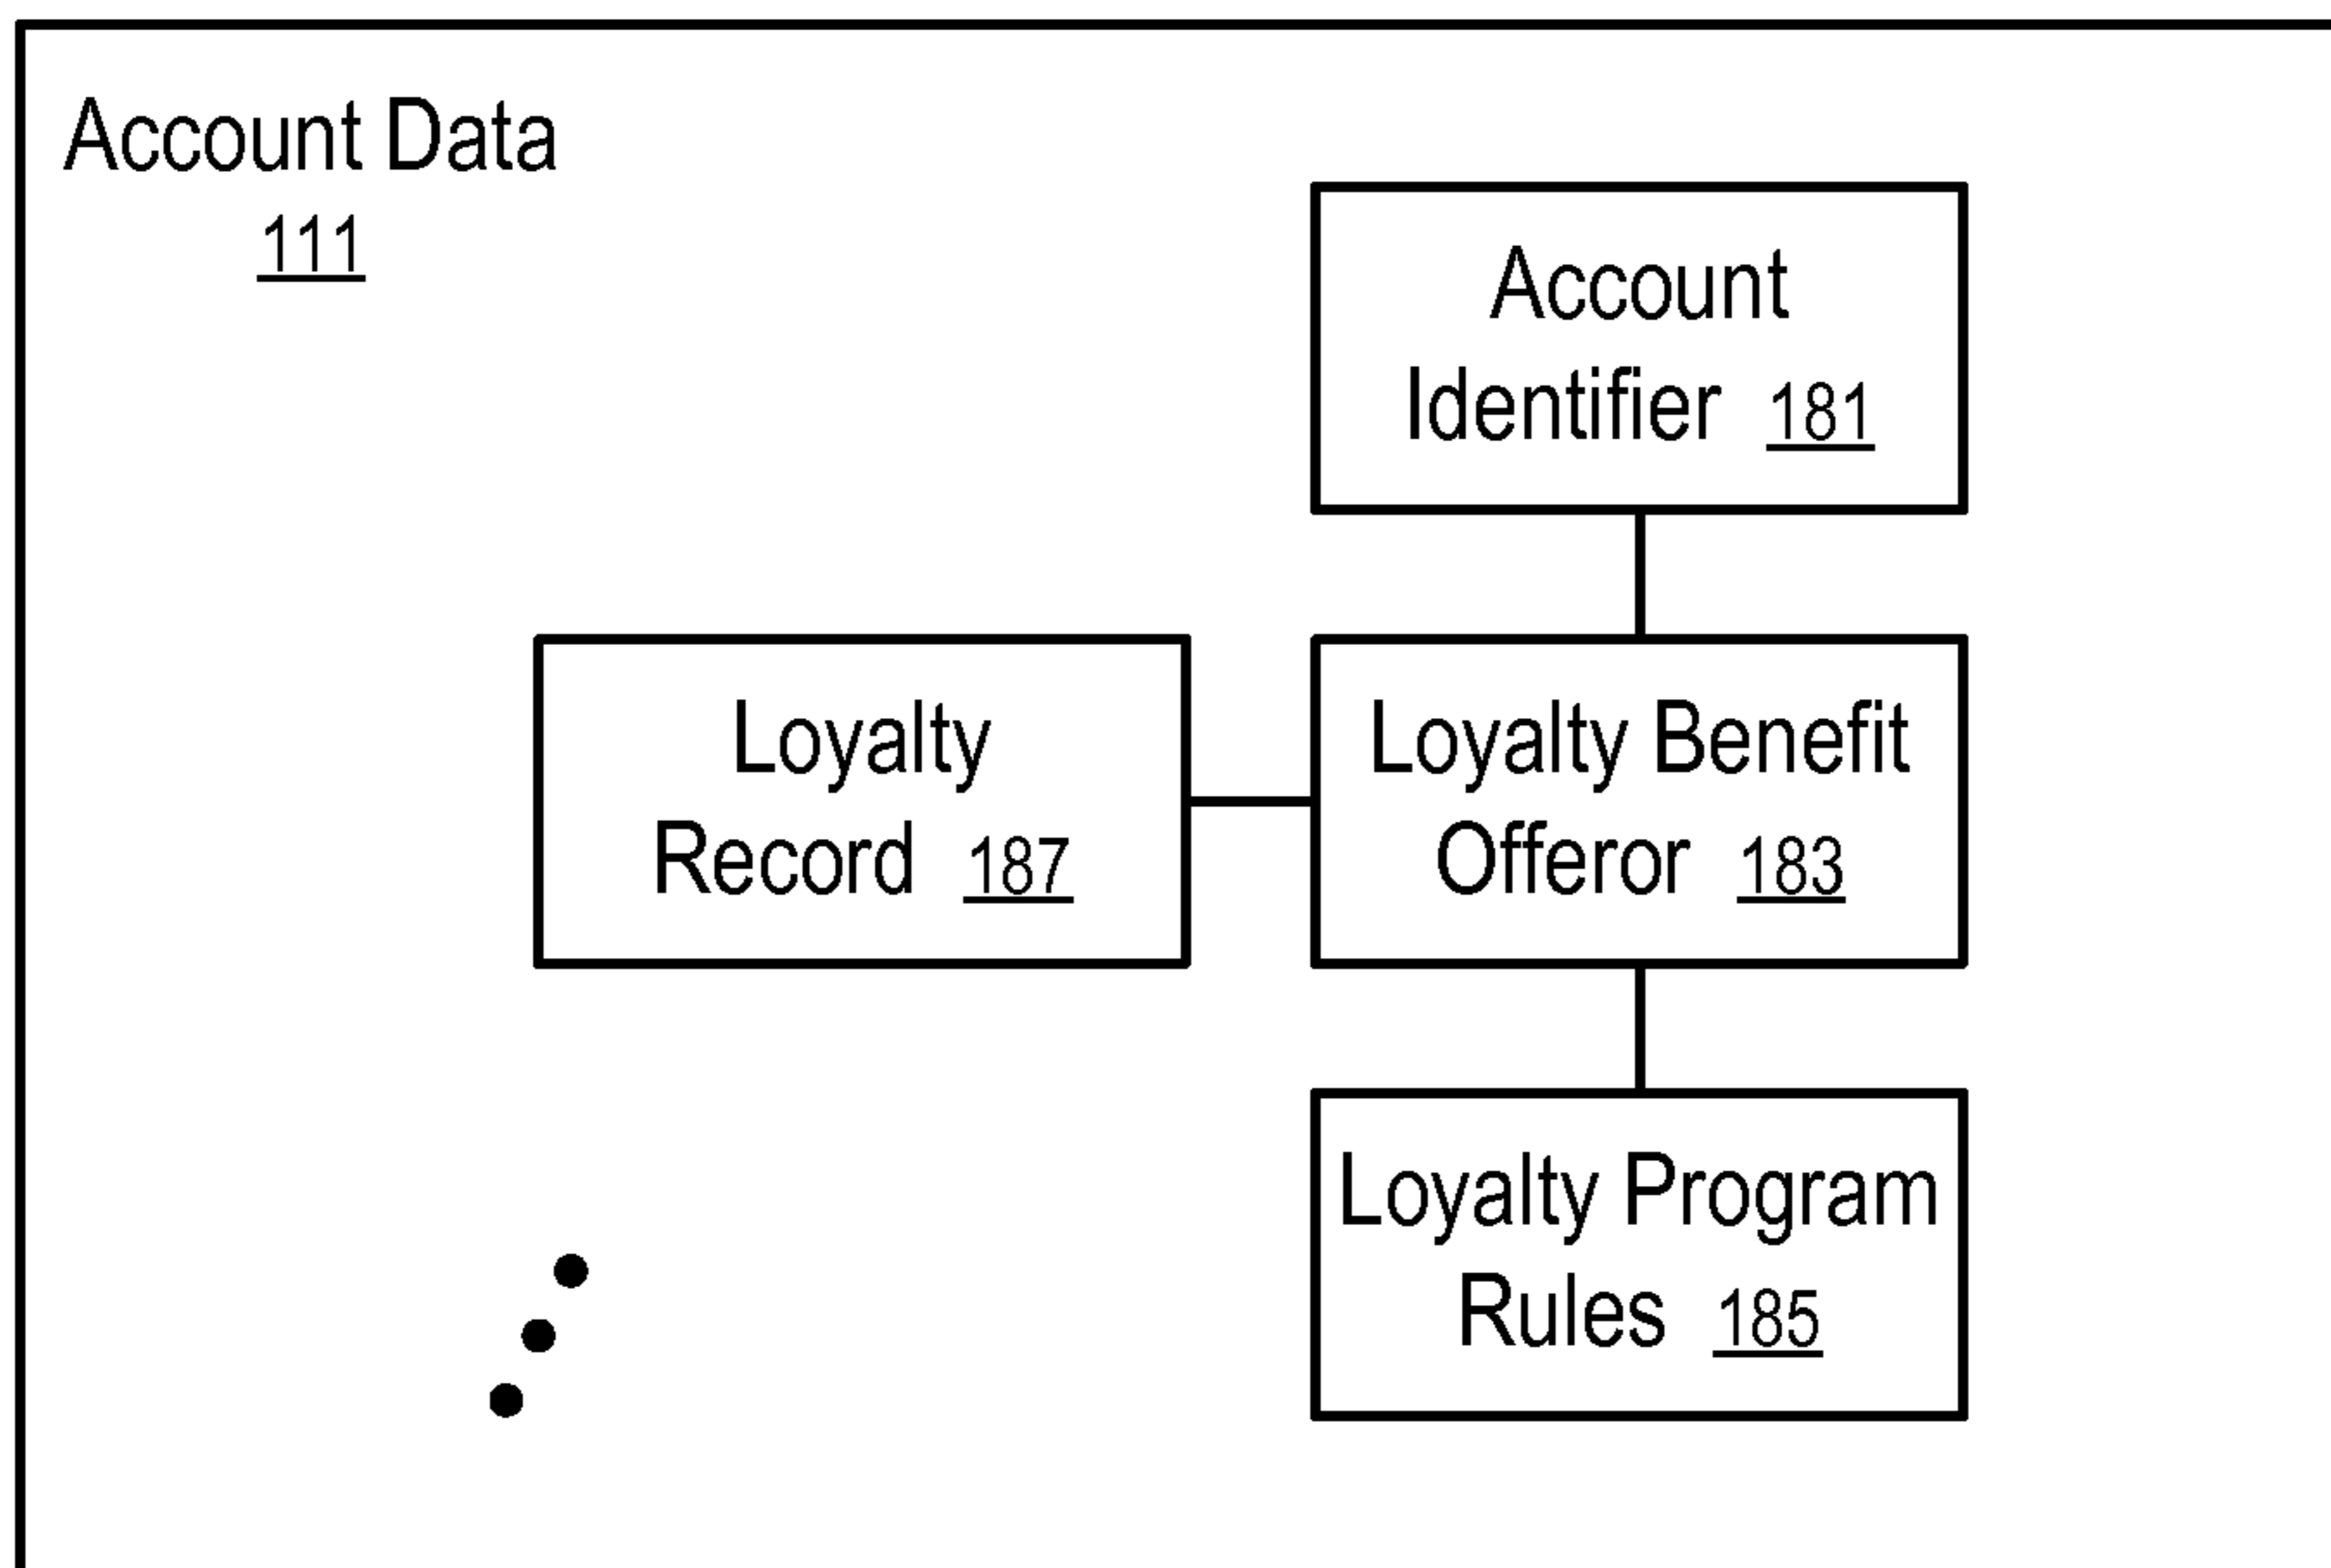 Account Data
111
Account
Identifier 181
Loyalty
Record 187
Loyalty Benefit
Offeror 183
Loyalty Program
Rules 185